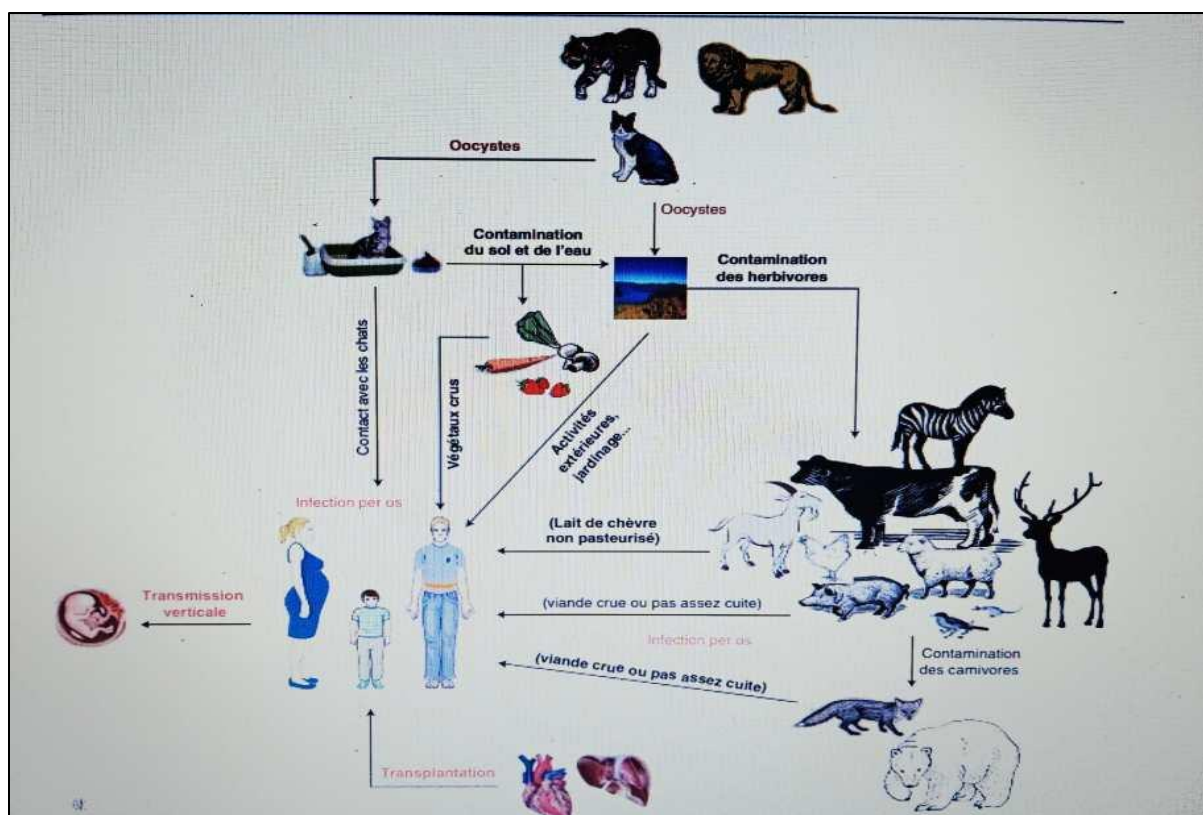 Oocystes
Oocystes
Contamination
du sol et de l'eau
Contamination
des herbivores
Contact avec les chats
Végétaux crus
Activités
extérieures,
jardinage...
Infection per os
(Lait de chèvre
non pasteurisé)
Transmission
verticale
(viande crue ou pas assez cuite)
Infection per os
(viande crue ou pas assez cuite)
Contamination
des carnivores
Transplantation